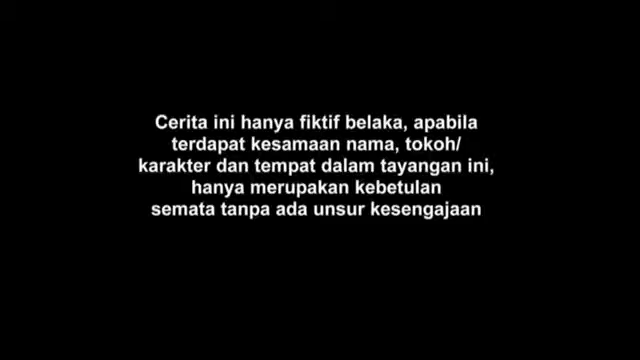 Cerita ini hanya fiktif belaka, apabila
terdapat kesamaan nama, tokoh/
karakter dan tempat dalam tayangan ini,
hanya merupakan kebetulan
semata tanpa ada unsur kesengajaan